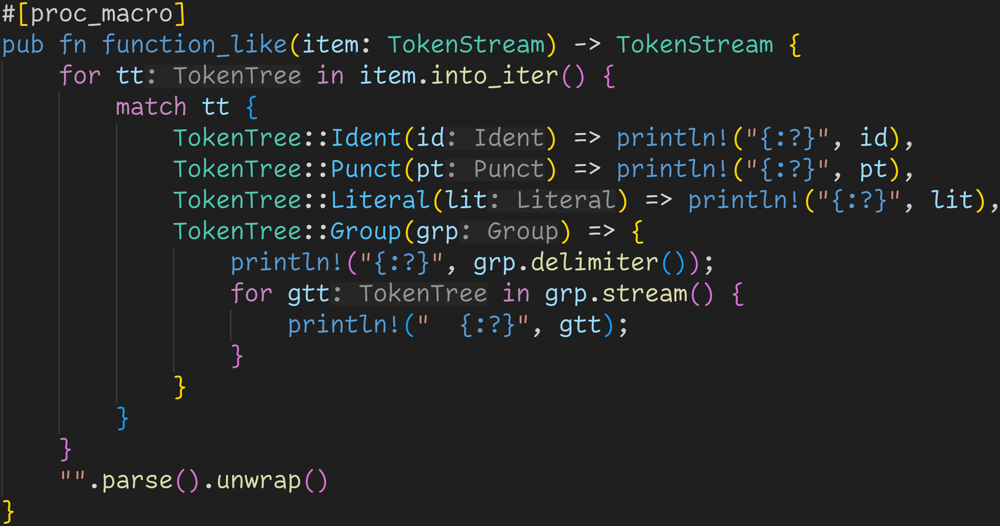 #[proc_macro]
pub fn function_like(item: TokenStream) -> TokenStream {
    for tt: TokenTree in item.into_iter() {
        match tt {
            TokenTree::Ident(id: Ident) => println!("{:?}", id),
            TokenTree::Punct(pt: Punct) => println!("{:?}", pt),
            TokenTree::Literal(lit: Literal) => println!("{:?}", lit),
            TokenTree::Group(grp: Group) => {
                println!("{:?}", grp.delimiter());
                for gtt: TokenTree in grp.stream() {
                    println!("  {:?}", gtt);
                }
            }
        }
    }
    "".parse().unwrap()
}